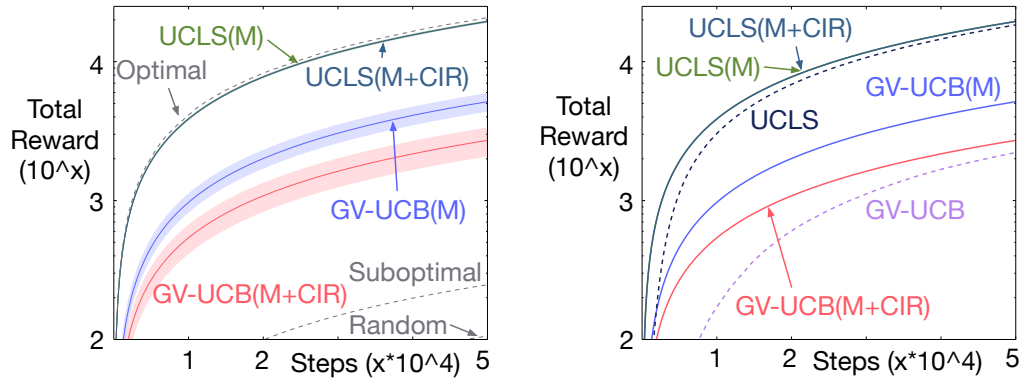 UCLS(M)
4
Optimal
UCLS(M+CIR)
Total
Reward
(10^x)
3
GV-UCB(M)
GV-UCB(M+CIR)
Suboptimal
Random
2
1 2 Steps (x*10^4) 5
4
UCLS(M+CIR)
UCLS(M)
GV-UCB(M)
UCLS
Total
Reward
(10^x)
3
GV-UCB
GV-UCB(M+CIR)
2
1 2 Steps (x*10^4) 5